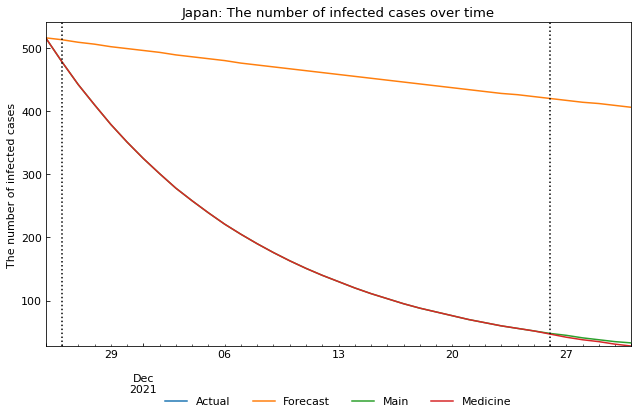 Japan: The number of infected cases over time
The number of infected cases
500
400
300
200
100
29 06 13 20 27
Dec
2021
Actual Forecast Main Medicine